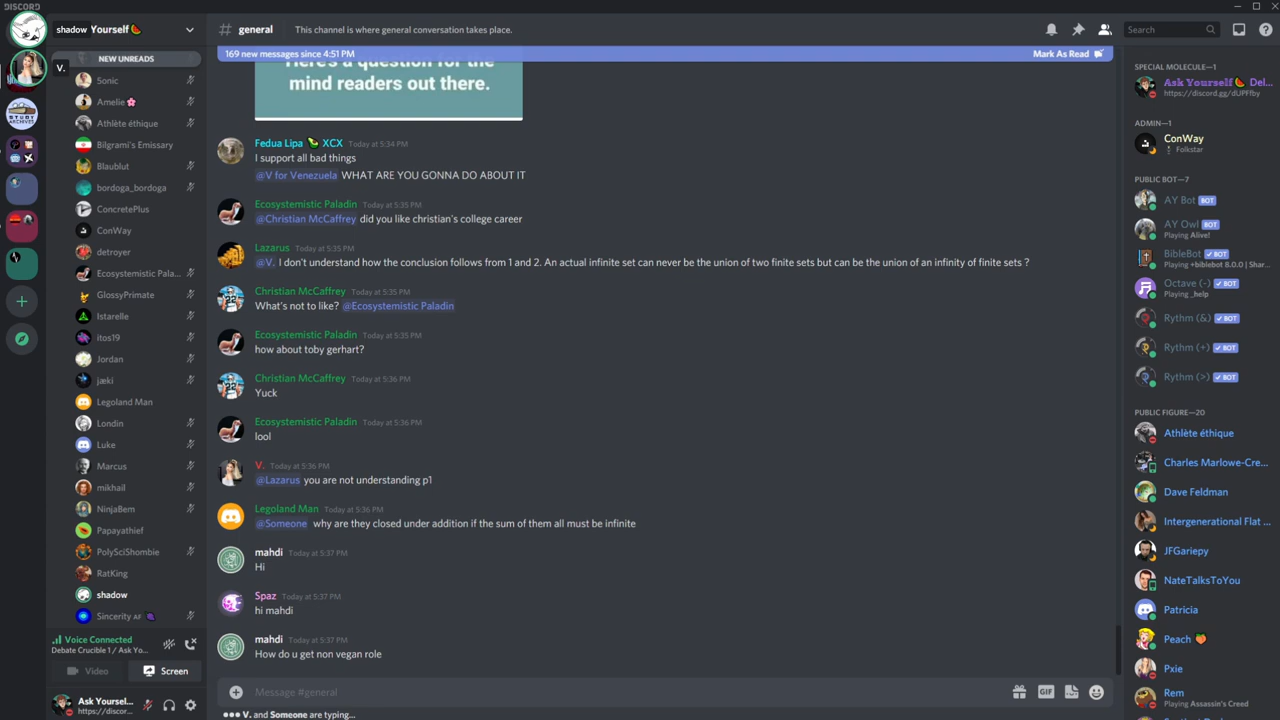 DISCORD
shadow Yourself🍉
# general
This channel is where general conversation takes place.
Search
NEW UNREADS
V.
Sonic
Amelie🌸
Athlète éthique
Bilgrami's Emissary
Blaublut
bordoga_bordoga
ConcretePlus
ConWay
detroyer
Ecosystemistic Pala...
GlossyPrimate
Istarelle
itos19
Jordan
jæki
Legoland Man
Londin
Luke
Marcus
mikhail
NinjaBem
Papayathief
PolySciShombie
RatKing
shadow
Sincerity AF
Voice Connected
Debate Crucible 1 / Ask Yo...
Video
Screen
Ask Yoursel...
https://discor...
STUDY
ARCHIVES
169 new messages since 4:51 PM
Mark As Read
Here's a question for the
mind readers out there.
Fedua Lipa XCX Today at 5:34 PM
I support all bad things
@V for Venezuela WHAT ARE YOU GONNA DO ABOUT IT
Ecosystemistic Paladin Today at 5:35 PM
@Christian McCaffrey did you like christian's college career
Lazarus Today at 5:35 PM
@V. I don't understand how the conclusion follows from 1 and 2. An actual infinite set can never be the union of two finite sets but can be the union of an infinity of finite sets ?
Christian McCaffrey Today at 5:35 PM
What's not to like? @Ecosystemistic Paladin
Ecosystemistic Paladin Today at 5:35 PM
how about toby gerhart?
Christian McCaffrey Today at 5:36 PM
Yuck
Ecosystemistic Paladin Today at 5:36 PM
lool
V. Today at 5:36 PM
@Lazarus you are not understanding p1
Legoland Man Today at 5:36 PM
@Someone why are they closed under addition if the sum of them all must be infinite
mahdi Today at 5:37 PM
Hi
Spaz Today at 5:37 PM
hi mahdi
mahdi Today at 5:37 PM
How do u get non vegan role
Message #general
GIF
V. and Someone are typing...
SPECIAL MOLECULE—1
Ask Yourself🍉 Del...
https://discord.gg/dUPFfby
ADMIN—1
ConWay
Folkstar
PUBLIC BOT—7
AY Bot BOT
AY Owl BOT
Playing Alive!
BibleBot ✓ BOT
Playing +biblebot 8.0.0 | Shar...
Octave (-) ✓ BOT
Playing _help
Rythm (&) ✓ BOT
Rythm (+) ✓ BOT
Rythm (>) ✓ BOT
PUBLIC FIGURE—20
Athlète éthique
Charles Marlowe-Cre...
Dave Feldman
Intergenerational Flat ...
JFGariepy
NateTalksToYou
Patricia
Peach 🍑
Pxie
Rem
Playing Assassin's Creed